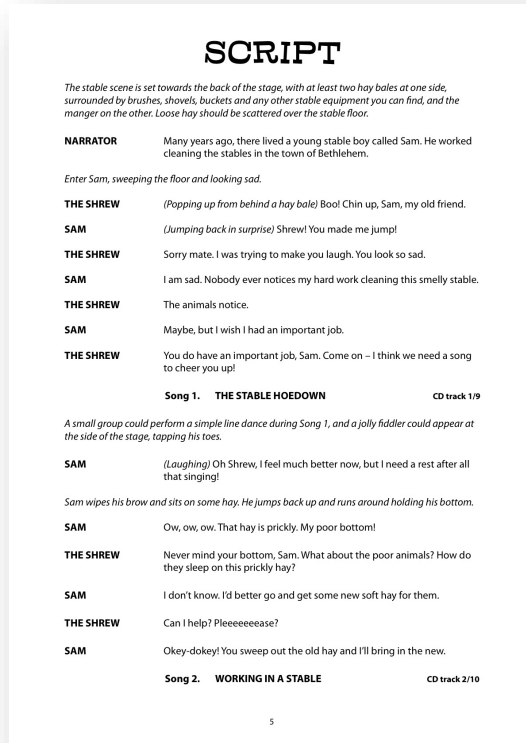 SCRIPT
The stable scene is set towards the back of the stage, with at least two hay bales at one side,
surrounded by brushes, shovels, buckets and any other stable equipment you can find, and the
manger on the other. Loose hay should be scattered over the stable floor.
NARRATOR Many years ago, there lived a young stable boy called Sam. He worked
cleaning the stables in the town of Bethlehem.
Enter Sam, sweeping the floor and looking sad.
THE SHREW (Popping up from behind a hay bale) Boo! Chin up, Sam, my old friend.
SAM (Jumping back in surprise) Shrew! You made me jump!
THE SHREW Sorry mate. I was trying to make you laugh. You look so sad.
SAM I am sad. Nobody ever notices my hard work cleaning this smelly stable.
THE SHREW The animals notice.
SAM Maybe, but I wish I had an important job.
THE SHREW You do have an important job, Sam. Come on – I think we need a song
to cheer you up!
Song 1. THE STABLE HOEDOWN CD track 1/9
A small group could perform a simple line dance during Song 1, and a jolly fiddler could appear at
the side of the stage, tapping his toes.
SAM (Laughing) Oh Shrew, I feel much better now, but I need a rest after all
that singing!
Sam wipes his brow and sits on some hay. He jumps back up and runs around holding his bottom.
SAM Ow, ow, ow. That hay is prickly. My poor bottom!
THE SHREW Never mind your bottom, Sam. What about the poor animals? How do
they sleep on this prickly hay?
SAM I don't know. I'd better go and get some new soft hay for them.
THE SHREW Can I help? Pleeeeeeease?
SAM Okey-dokey! You sweep out the old hay and I'll bring in the new.
Song 2. WORKING IN A STABLE CD track 2/10
5